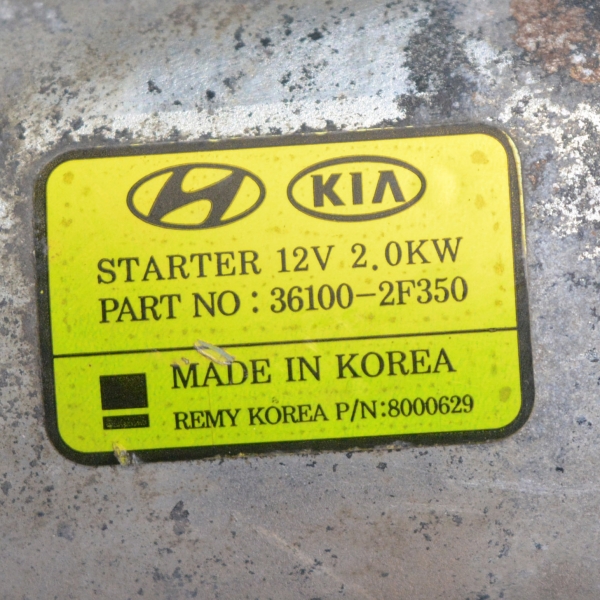 KIA
STARTER 12V 2.0KW
PART NO : 36100-2F350
MADE IN KOREA
REMY KOREA P/N:8000629